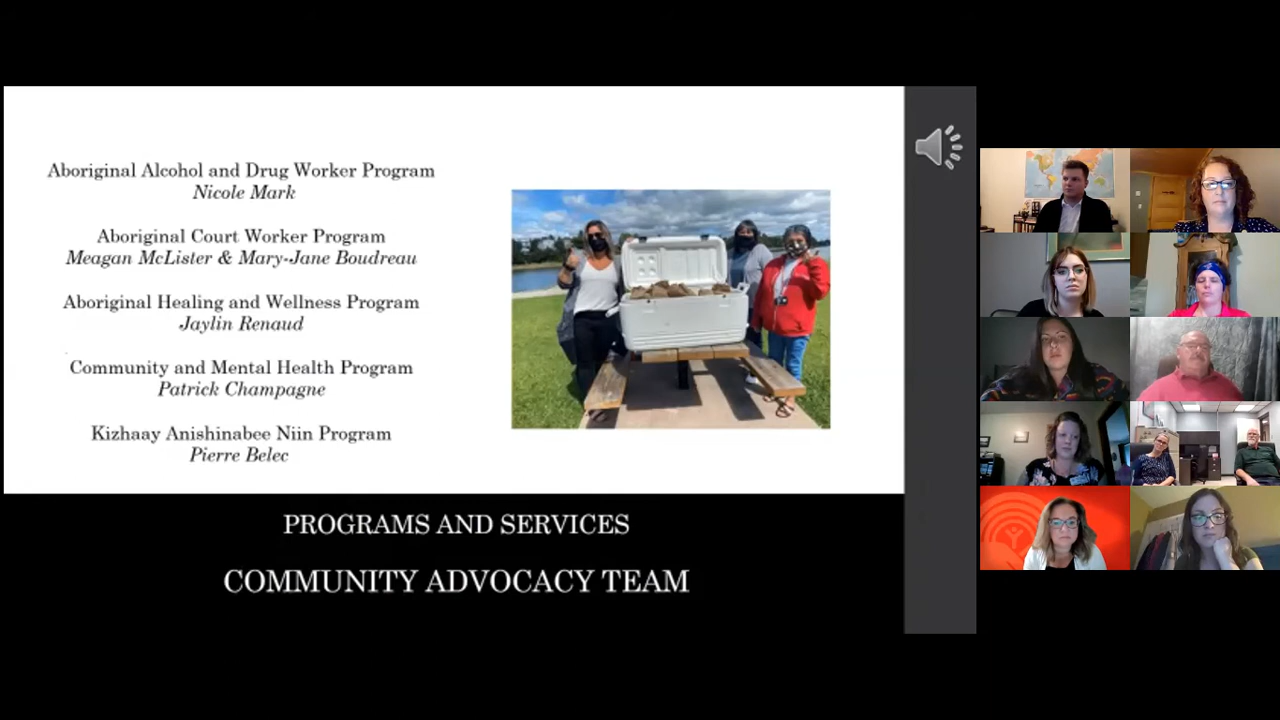 Aboriginal Alcohol and Drug Worker Program
Nicole Mark
Aboriginal Court Worker Program
Meagan McLister & Mary-Jane Boudreau
Aboriginal Healing and Wellness Program
Jaylin Renaud
Community and Mental Health Program
Patrick Champagne
Kizhaay Anishinabee Niin Program
Pierre Belec
PROGRAMS AND SERVICES
COMMUNITY ADVOCACY TEAM